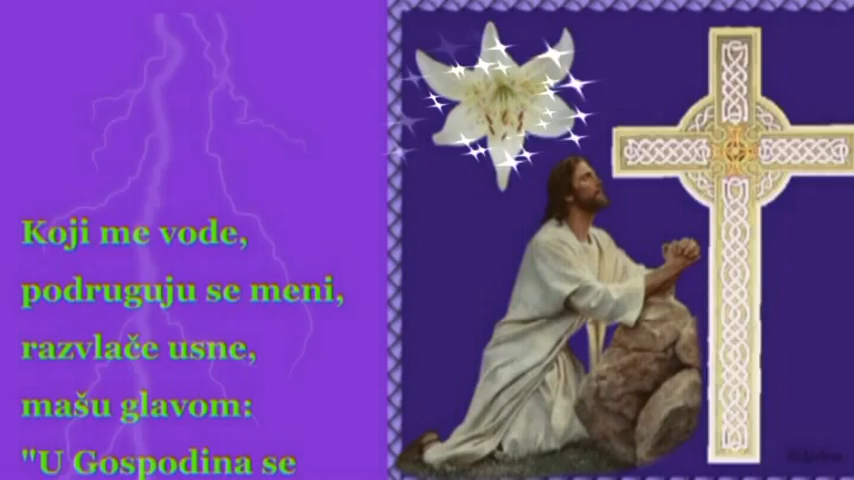 Koji me vode,
podruguju se meni,
razvlače usne,
mašu glavom:
"U Gospodina se